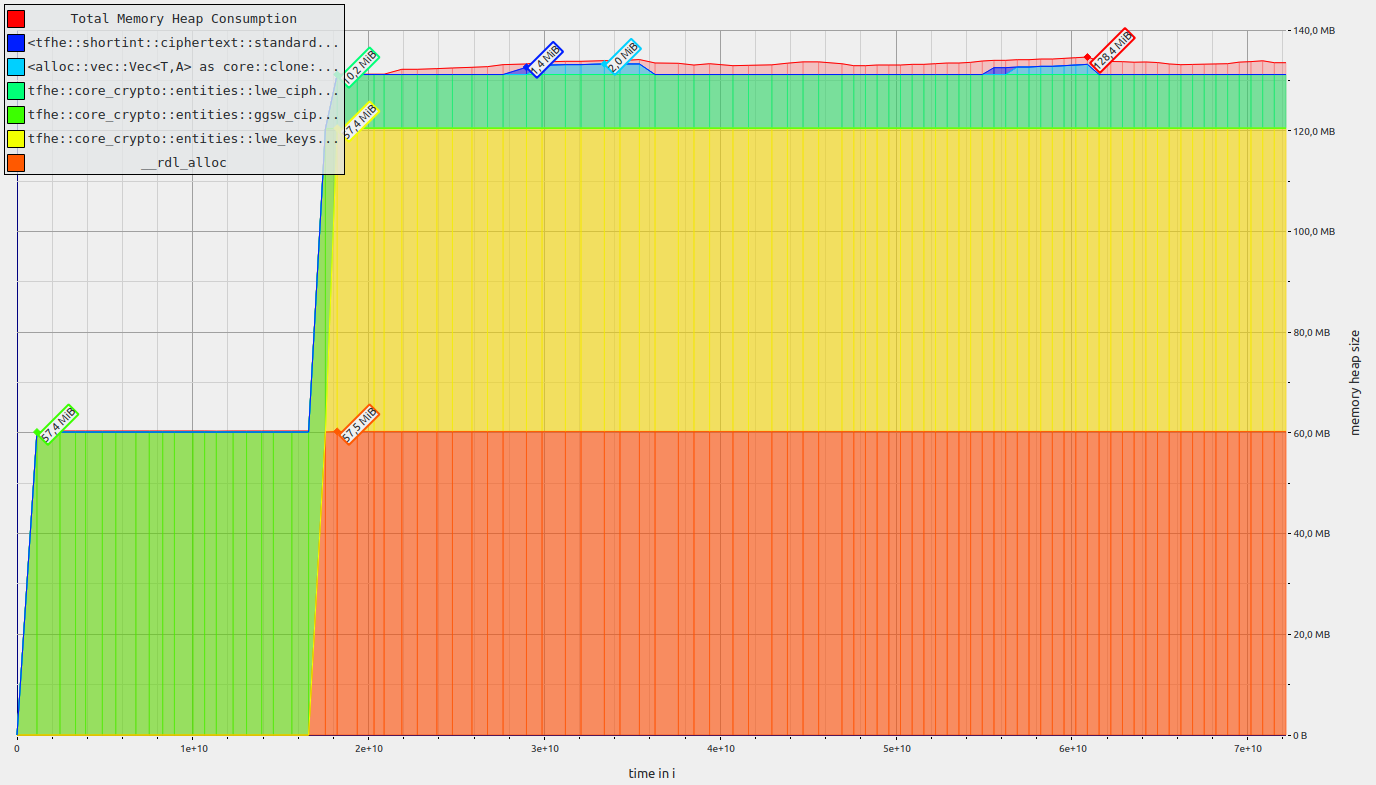 Total Memory Heap Consumption
<tfhe::shortint::ciphertext::standard...
<alloc::vec::Vec<T,A> as core::clone:...
tfhe::core_crypto::entities::lwe_ciph...
tfhe::core_crypto::entities::ggsw_cip...
tfhe::core_crypto::entities::lwe_keys...
__rdl_alloc
10,2 MiB
1,4 MiB
2,0 MiB
128,4 MiB
57,4 MiB
57,4 MiB
57,5 MiB
140,0 MB
120,0 MB
100,0 MB
80,0 MB
60,0 MB
40,0 MB
20,0 MB
0 B
memory heap size
0
1e+10
2e+10
3e+10
4e+10
5e+10
6e+10
7e+10
time in i